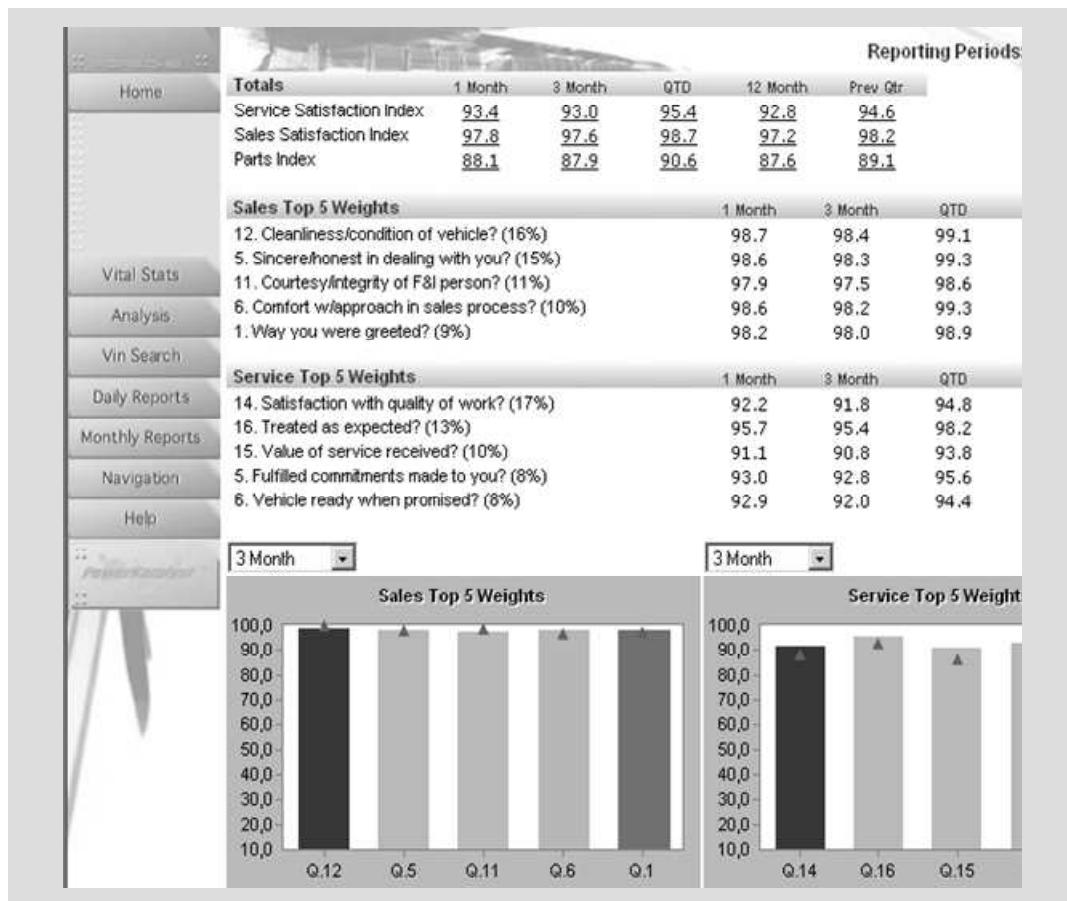 Reporting Periods:
Home
Totals 1 Month 3 Month QTD 12 Month Prev Qtr
Service Satisfaction Index 93.4 93.0 95.4 92.8 94.6
Sales Satisfaction Index 97.8 97.6 98.7 97.2 98.2
Parts Index 88.1 87.9 90.6 87.6 89.1
Sales Top 5 Weights 1 Month 3 Month QTD
12. Cleanliness/condition of vehicle? (16%) 98.7 98.4 99.1
5. Sincere/honest in dealing with you? (15%) 98.6 98.3 99.3
11. Courtesy/integrity of F&I person? (11%) 97.9 97.5 98.6
6. Comfort w/approach in sales process? (10%) 98.6 98.2 99.3
1. Way you were greeted? (9%) 98.2 98.0 98.9
Vital Stats
Analysis
Vin Search
Daily Reports
Monthly Reports
Navigation
Help
Service Top 5 Weights 1 Month 3 Month QTD
14. Satisfaction with quality of work? (17%) 92.2 91.8 94.8
16. Treated as expected? (13%) 95.7 95.4 98.2
15. Value of service received? (10%) 91.1 90.8 93.8
5. Fulfilled commitments made to you? (8%) 93.0 92.8 95.6
6. Vehicle ready when promised? (8%) 92.9 92.0 94.4
3 Month
3 Month
Sales Top 5 Weights
100,0
90,0
80,0
70,0
60,0
50,0
40,0
30,0
20,0
10,0
Q.12 Q.5 Q.11 Q.6 Q.1
Service Top 5 Weight
100,0
90,0
80,0
70,0
60,0
50,0
40,0
30,0
20,0
10,0
Q.14 Q.16 Q.15